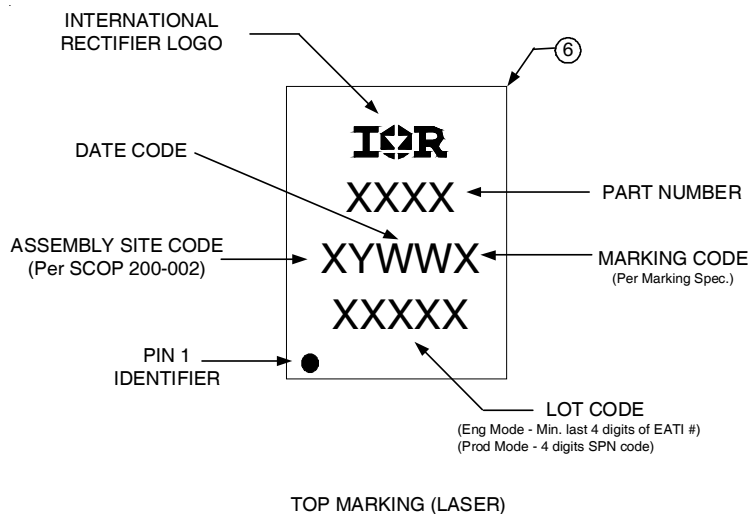 INTERNATIONAL
RECTIFIER LOGO
6
IOR
DATE CODE
XXXX
PART NUMBER
ASSEMBLY SITE CODE
(Per SCOP 200-002)
XYWWX
MARKING CODE
(Per Marking Spec.)
XXXXX
PIN 1
IDENTIFIER
LOT CODE
(Eng Mode - Min. last 4 digits of EATI #)
(Prod Mode - 4 digits SPN code)
TOP MARKING (LASER)